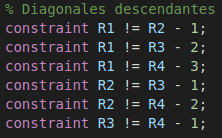 % Diagonales descendantes
constraint R1 != R2 - 1;
constraint R1 != R3 - 2;
constraint R1 != R4 - 3;
constraint R2 != R3 - 1;
constraint R2 != R4 - 2;
constraint R3 != R4 - 1;